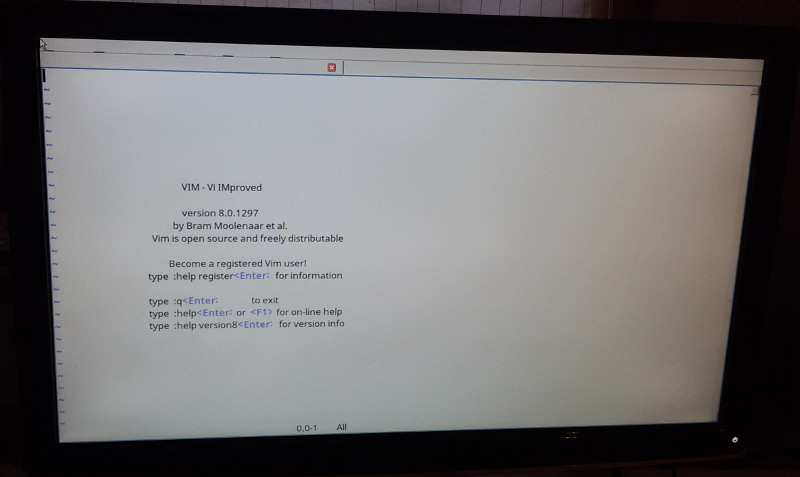 VIM - Vi IMproved
version 8.0.1297
by Bram Moolenaar et al.
Vim is open source and freely distributable
Become a registered Vim user!
type :help register<Enter: for information
type :q<Enter: to exit
type :help<Enter: or <F1> for on-line help
type :help version8<Enter: for version info
0,0-1 All